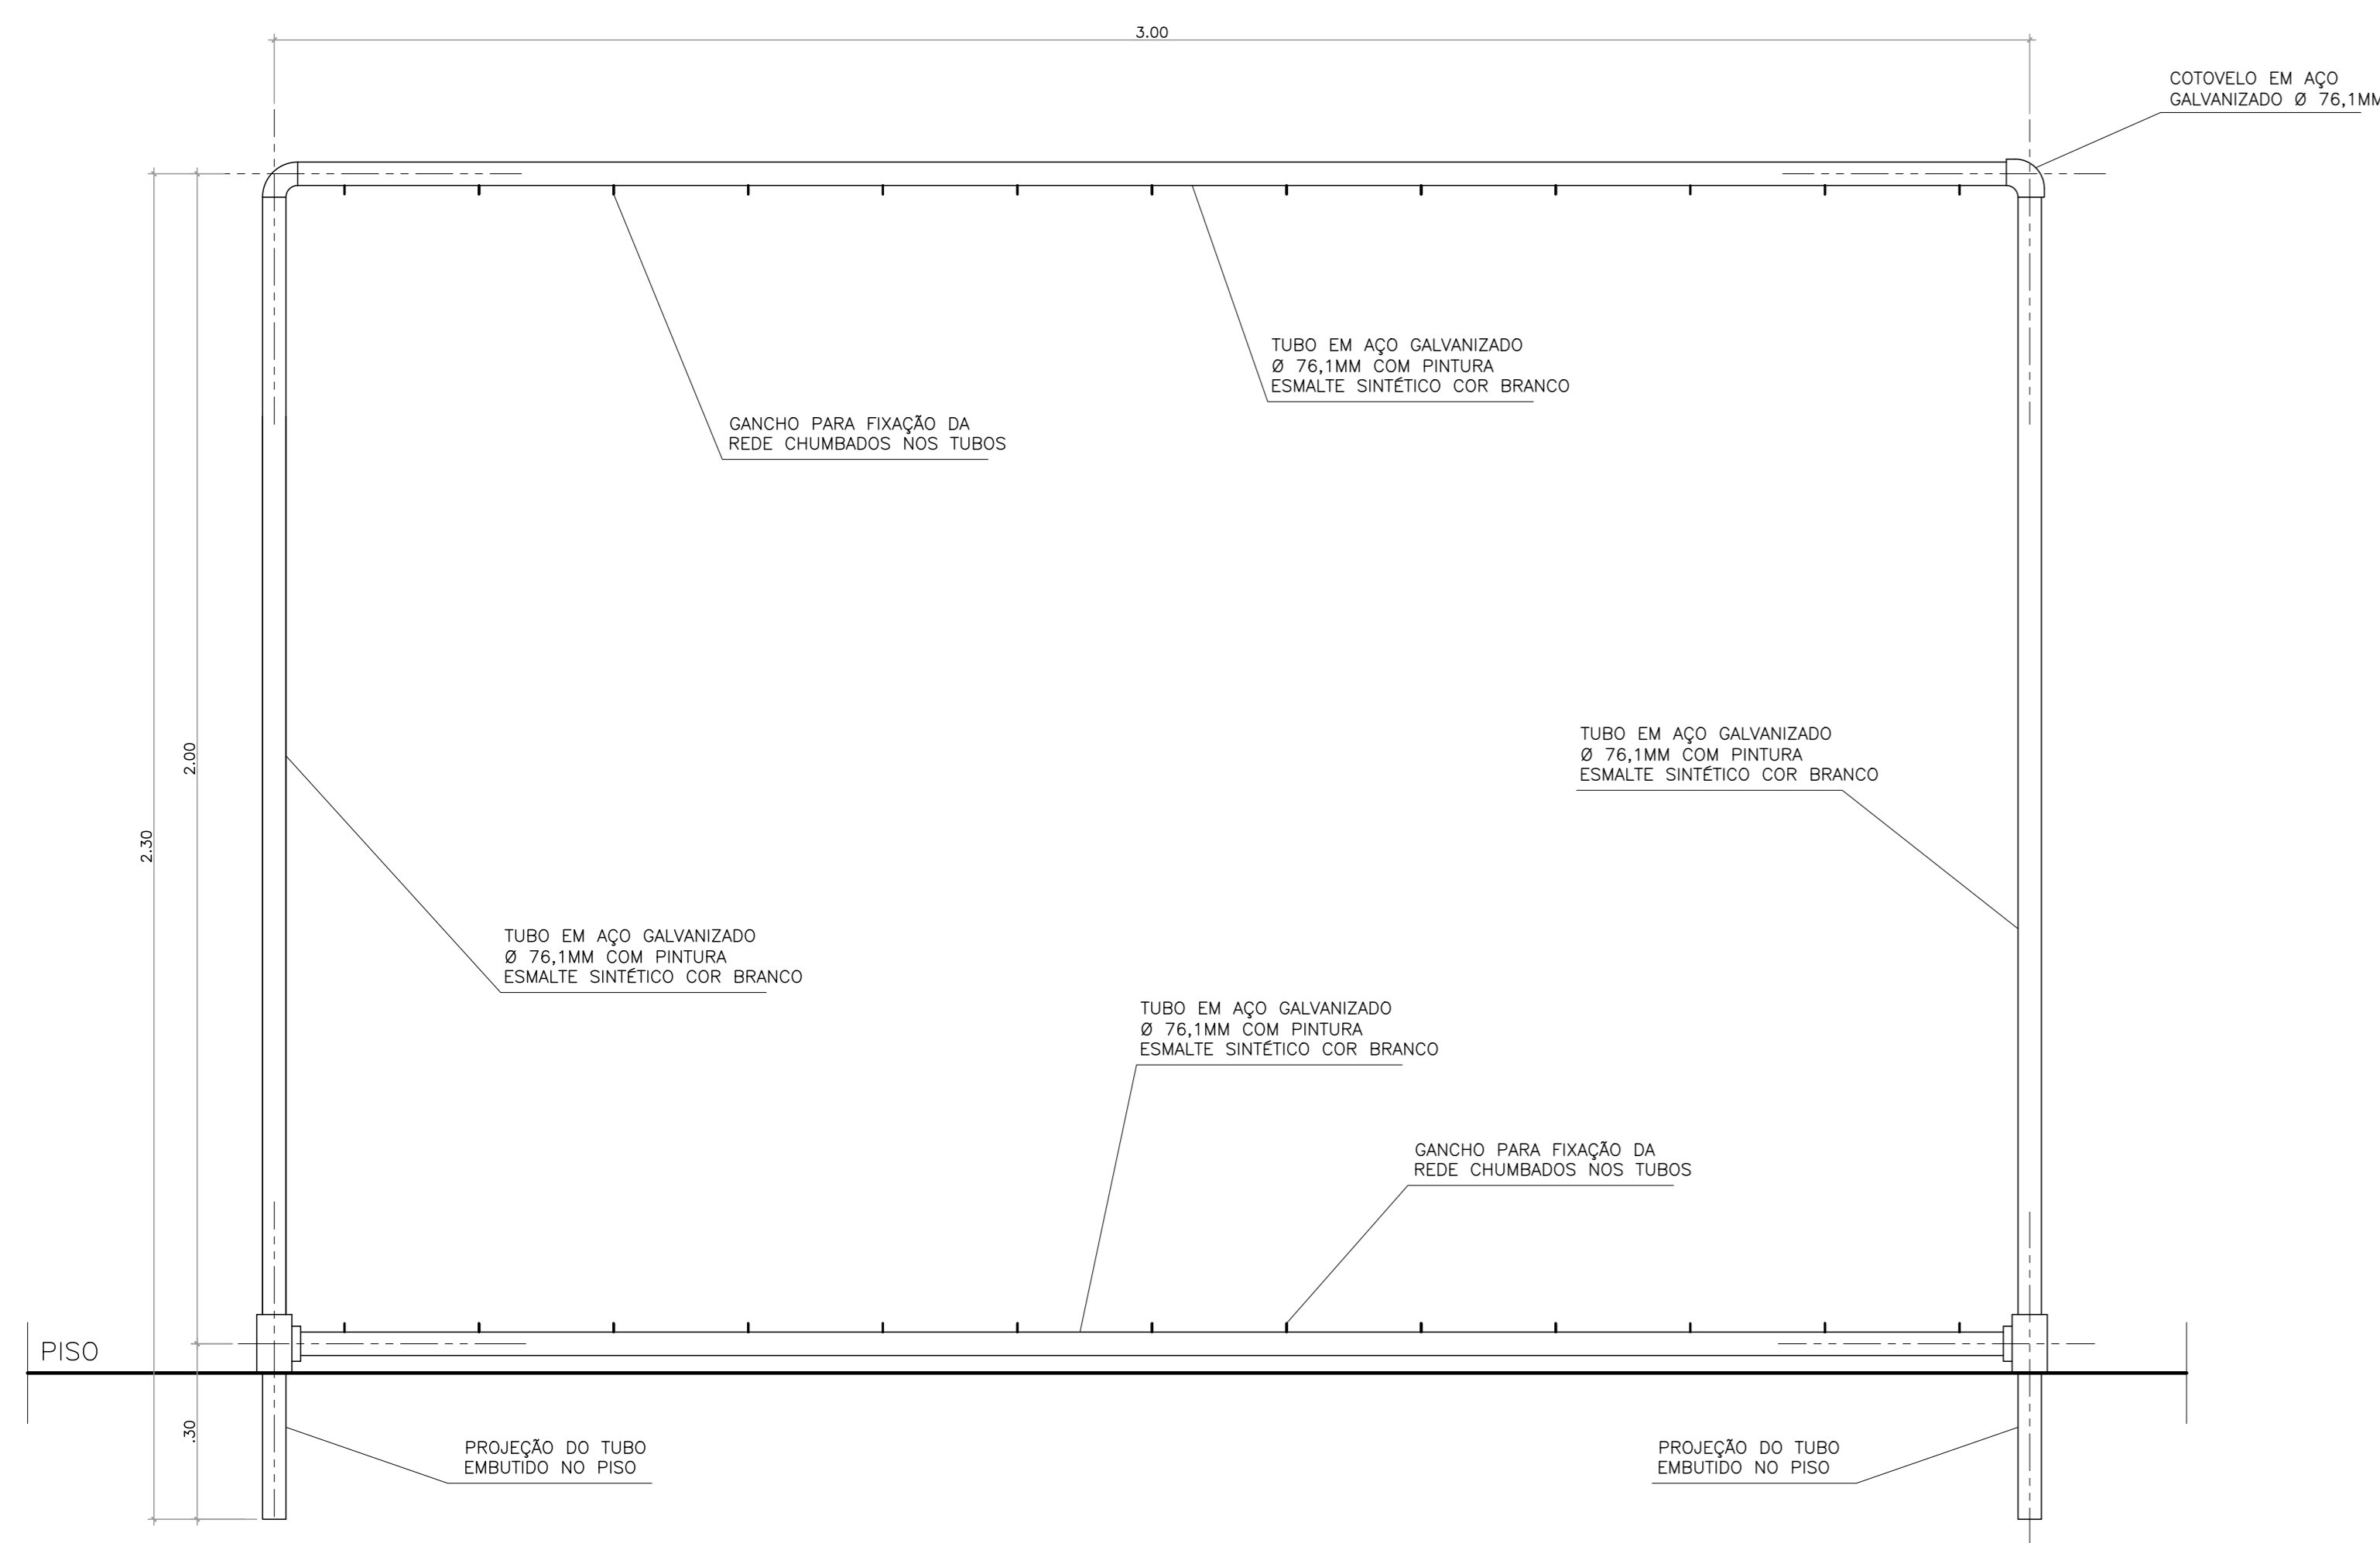 3.00
COTOVELO EM AÇO
GALVANIZADO Ø 76,1MM
TUBO EM AÇO GALVANIZADO
Ø 76,1MM COM PINTURA
ESMALTE SINTÉTICO COR BRANCO
GANCHO PARA FIXAÇÃO DA
REDE CHUMBADOS NOS TUBOS
2.00
2.30
TUBO EM AÇO GALVANIZADO
Ø 76,1MM COM PINTURA
ESMALTE SINTÉTICO COR BRANCO
TUBO EM AÇO GALVANIZADO
Ø 76,1MM COM PINTURA
ESMALTE SINTÉTICO COR BRANCO
TUBO EM AÇO GALVANIZADO
Ø 76,1MM COM PINTURA
ESMALTE SINTÉTICO COR BRANCO
GANCHO PARA FIXAÇÃO DA
REDE CHUMBADOS NOS TUBOS
PISO
.30
PROJEÇÃO DO TUBO
EMBUTIDO NO PISO
PROJEÇÃO DO TUBO
EMBUTIDO NO PISO